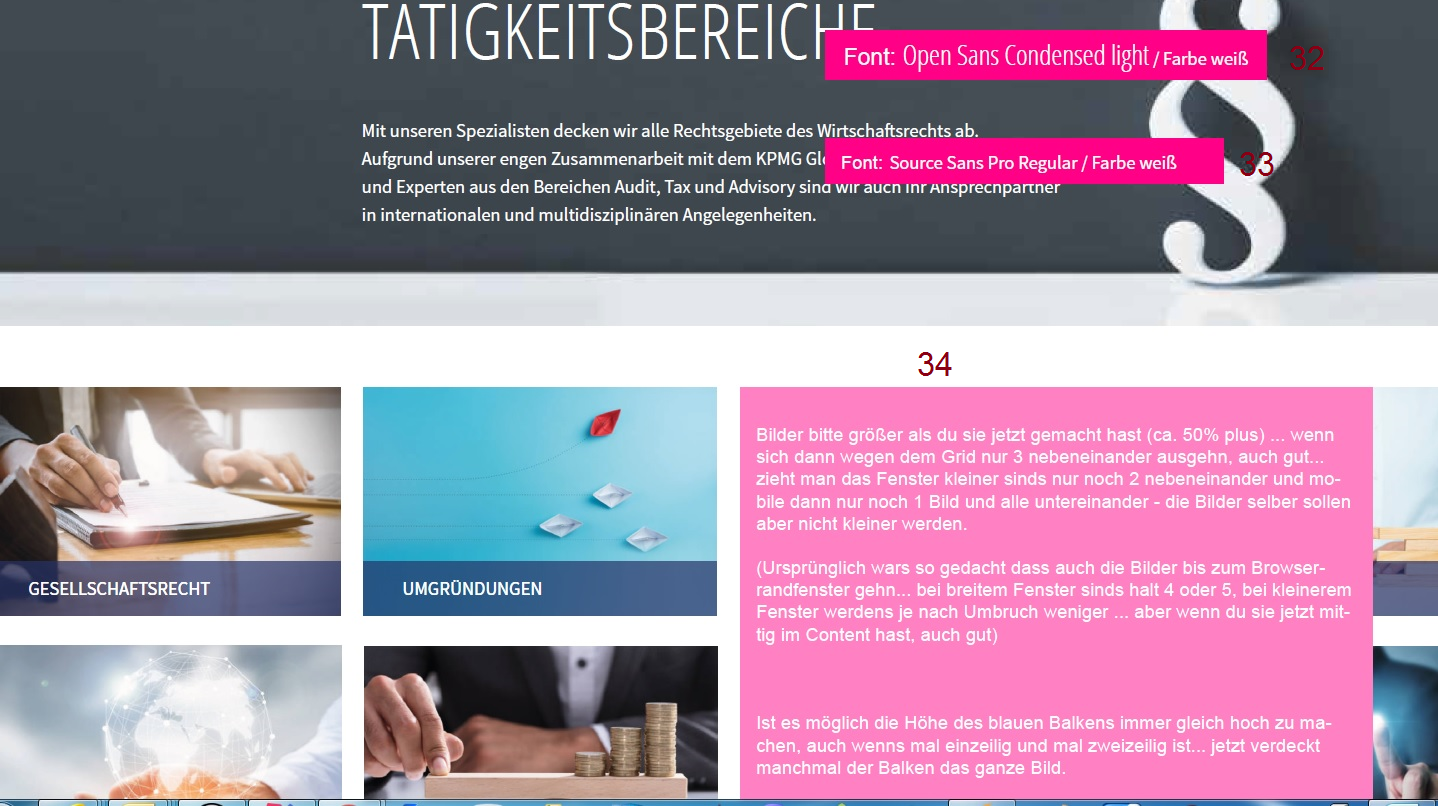 TÄTIGKEITSBEREICHE
Font: Open Sans Condensed light / Farbe weiß
32
Mit unseren Spezialisten decken wir alle Rechtsgebiete des Wirtschaftsrechts ab.
Aufgrund unserer engen Zusammenarbeit mit dem KPMG
Font: Source Sans Pro Regular / Farbe weiß
33
und Experten aus den Bereichen Audit, Tax und Advisory sind wir auch Ihr Ansprechpartner
in internationalen und multidisziplinären Angelegenheiten.
§
34
GESELLSCHAFTSRECHT
UMGRÜNDUNGEN
Bilder bitte größer als du sie jetzt gemacht hast (ca. 50% plus) ... wenn
sich dann wegen dem Grid nur 3 nebeneinander ausgehn, auch gut...
zieht man das Fenster kleiner sinds nur noch 2 nebeneinander und mo-
bile dann nur noch 1 Bild und alle untereinander - die Bilder selber sollen
aber nicht kleiner werden.
(Ursprünglich wars so gedacht dass auch die Bilder bis zum Browser-
randfenster gehn... bei breitem Fenster sinds halt 4 oder 5, bei kleinerem
Fenster werdens je nach Umbruch weniger ... aber wenn du sie jetzt mit-
tig im Content hast, auch gut)
Ist es möglich die Höhe des blauen Balkens immer gleich hoch zu ma-
chen, auch wenns mal einzeilig und mal zweizeilig ist... jetzt verdeckt
manchmal der Balken das ganze Bild.